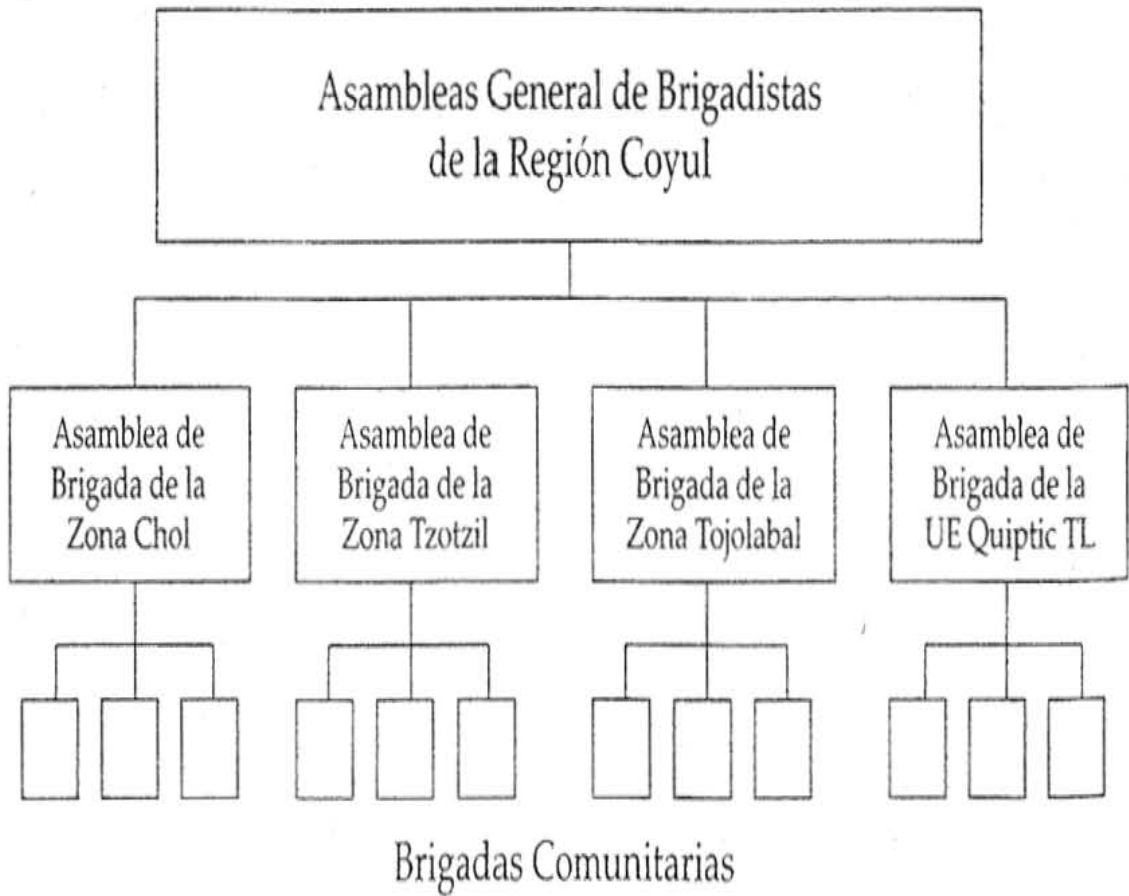 Asambleas General de Brigadistas
de la Región Coyul
Asamblea de
Brigada de la
Zona Chol
Asamblea de
Brigada de la
Zona Tzotzil
Asamblea de
Brigada de la
Zona Tojolabal
Asamblea de
Brigada de la
UE Quiptic TL
Brigadas Comunitarias